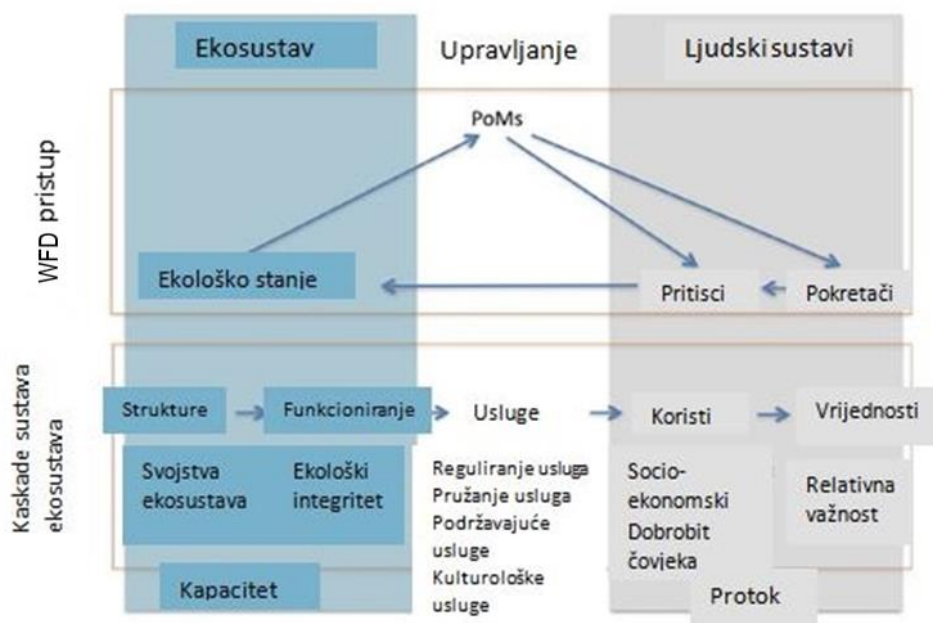 Ekosustav
Upravljanje
Ljudski sustavi
WFD pristup
PoMs
Ekološko stanje
Pritisci
Pokretači
Kaskade sustava
ekosustava
Strukture
Funkcioniranje
Usluge
Koristi
Vrijednosti
Svojstva
ekosustava
Ekološki
integritet
Reguliranje usluga
Pružanje usluga
Podržavajuće
usluge
Kulturološke
usluge
Socio-
ekonomski
Dobrobit
čovjeka
Relativna
važnost
Kapacitet
Protok